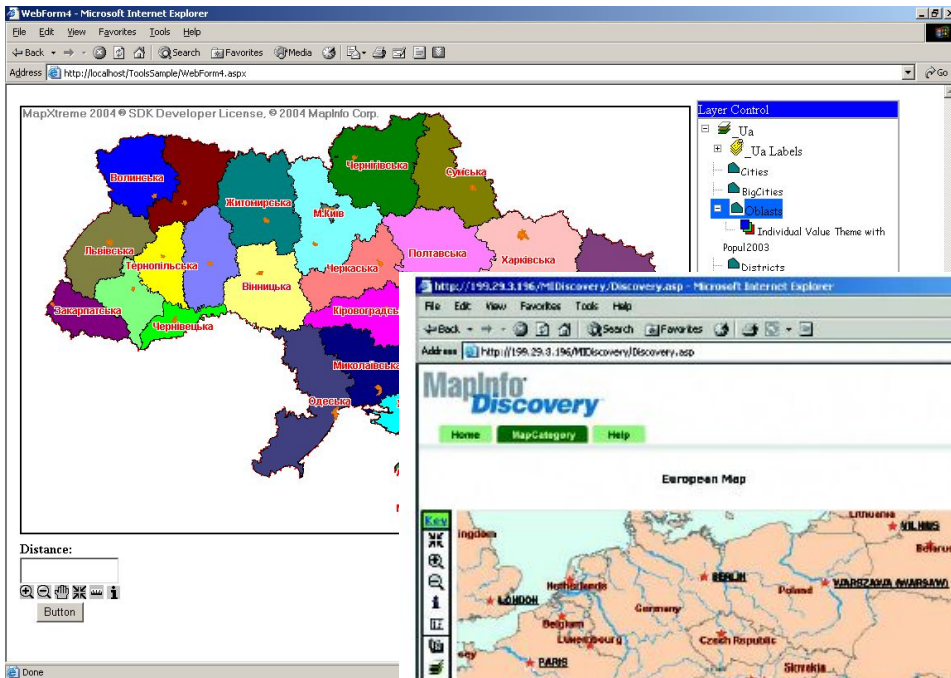 WebForm4 - Microsoft Internet Explorer
File Edit View Favorites Tools Help
Back Search Favorites Media
Address http://localhost/ToolsSample/WebForm4.aspx Go
MapXtreme 2004 ® SDK Developer License, © 2004 MapInfo Corp.
Layer Control
_Ua
_Ua Labels
Cities
BigCities
Oblasts
Individual Value Theme with
Popul2003
Districts
Чернігівська
Волинська
Сумська
Житомирська
М.Київ
Львівська
Полтавська
Харківська
Тернопільська
Черкаська
Вінницька
Закарпатська
Кіровоградсь
Чернівецька
Миколаївськ
Одеська
Distance:
Button
Done
http://199.29.3.196/MIDiscovery/Discovery.asp - Microsoft Internet Explorer
File Edit View Favorites Tools Help
Back Search Favorites
Address http://199.29.3.196/MIDiscovery/Discovery.asp
MapInfo
Discovery
Home MapCategory Help
European Map
Key
ingdom
Lithuania
VILNIUS
Belarus
BERLIN
WARSZAWA (WARSAW)
Netherlands
Poland
LONDON
Germany
Belgium
Luxembourg
Czech Republic
PARIS
Slovakia